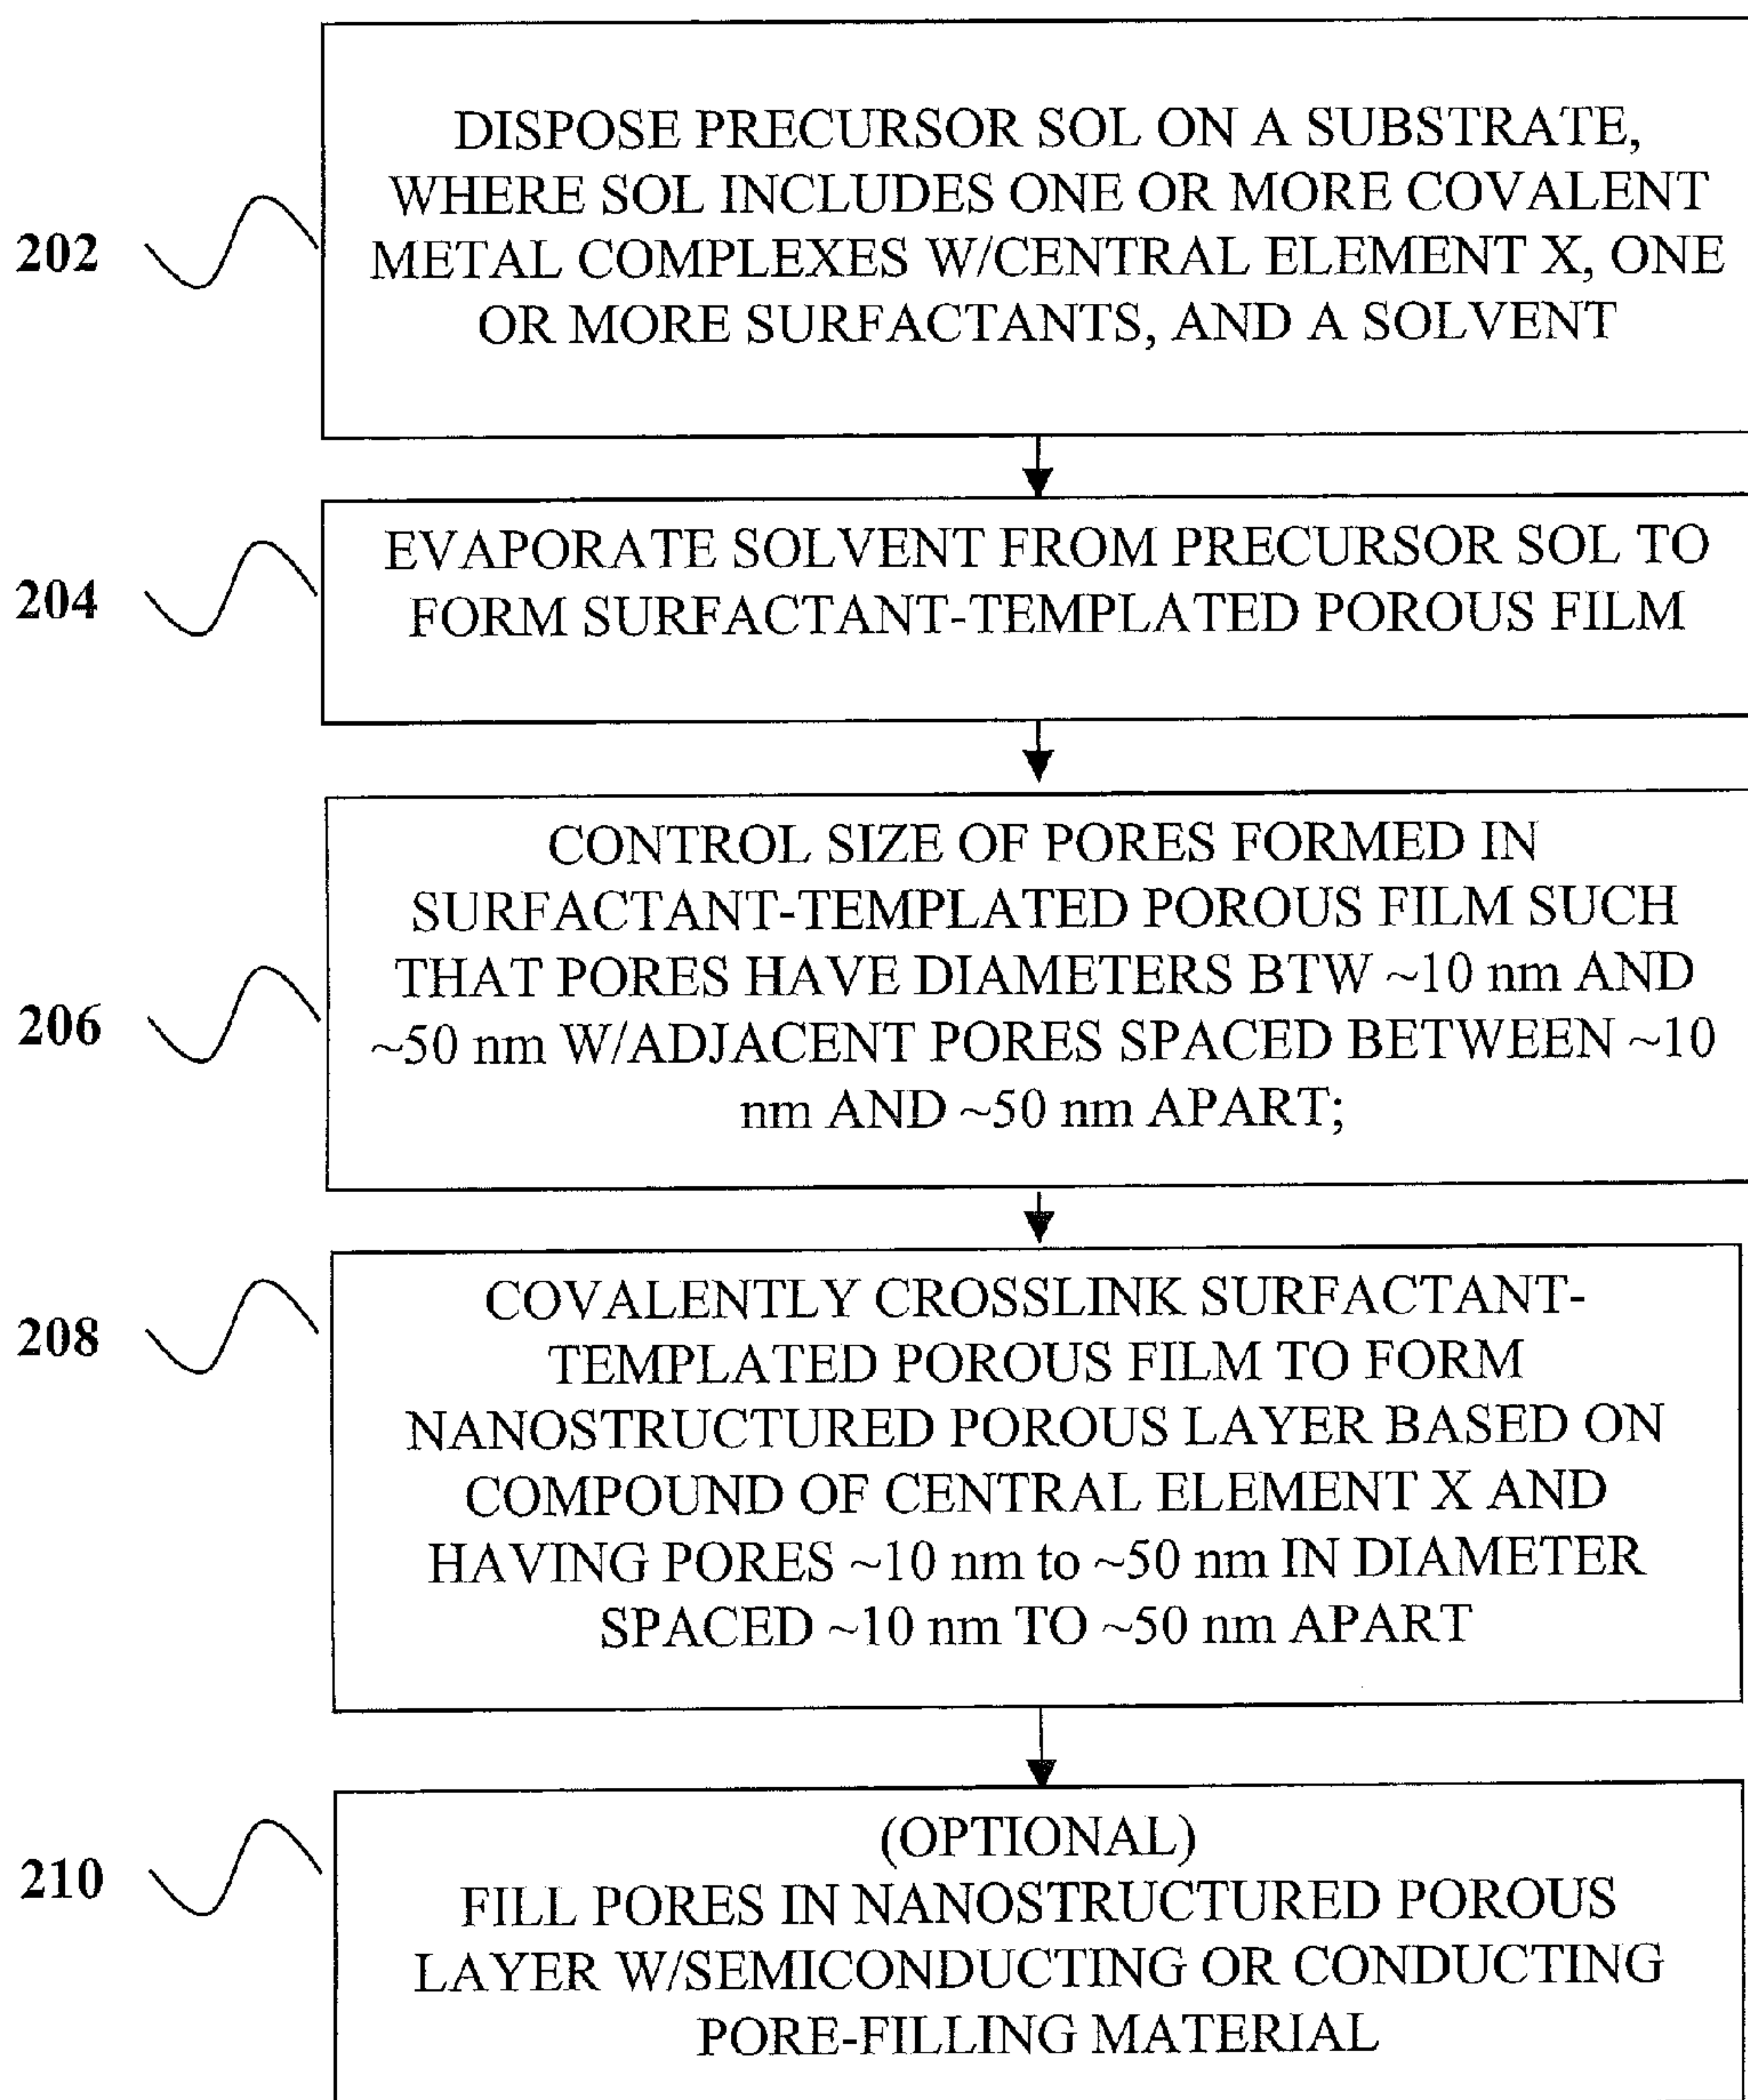 DISPOSE PRECURSOR SOL ON A SUBSTRATE,
WHERE SOL INCLUDES ONE OR MORE COVALENT
METAL COMPLEXES W/CENTRAL ELEMENT X, ONE
OR MORE SURFACTANTS, AND A SOLVENT
202
EVAPORATE SOLVENT FROM PRECURSOR SOL TO
FORM SURFACTANT-TEMPLATED POROUS FILM
204
CONTROL SIZE OF PORES FORMED IN
SURFACTANT-TEMPLATED POROUS FILM SUCH
THAT PORES HAVE DIAMETERS BTW ~10 nm AND
~50 nm W/ADJACENT PORES SPACED BETWEEN ~10
nm AND ~50 nm APART;
206
COVALENTLY CROSSLINK SURFACTANT-
TEMPLATED POROUS FILM TO FORM
NANOSTRUCTURED POROUS LAYER BASED ON
COMPOUND OF CENTRAL ELEMENT X AND
HAVING PORES ~10 nm to ~50 nm IN DIAMETER
SPACED ~10 nm TO ~50 nm APART
208
(OPTIONAL)
FILL PORES IN NANOSTRUCTURED POROUS
LAYER W/SEMICONDUCTING OR CONDUCTING
PORE-FILLING MATERIAL
210